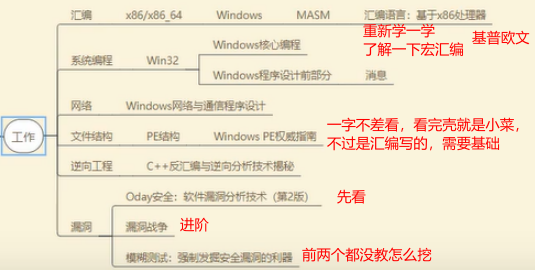 汇编 x86/x86_64 Windows MASM 汇编语言：基于x86处理器
重新学一学 基普欧文
了解一下宏汇编
系统编程 Win32 Windows核心编程
Windows程序设计前部分 消息
网络 Windows网络与通信程序设计
工作
文件结构 PE结构 Windows PE权威指南
一字不差看，看完壳就是小菜，
不过是汇编写的，需要基础
逆向工程 C++反汇编与逆向分析技术揭秘
漏洞
0day安全：软件漏洞分析技术（第2版） 先看
漏洞战争 进阶
模糊测试：强制发掘安全漏洞的利器 前两个都没教怎么挖